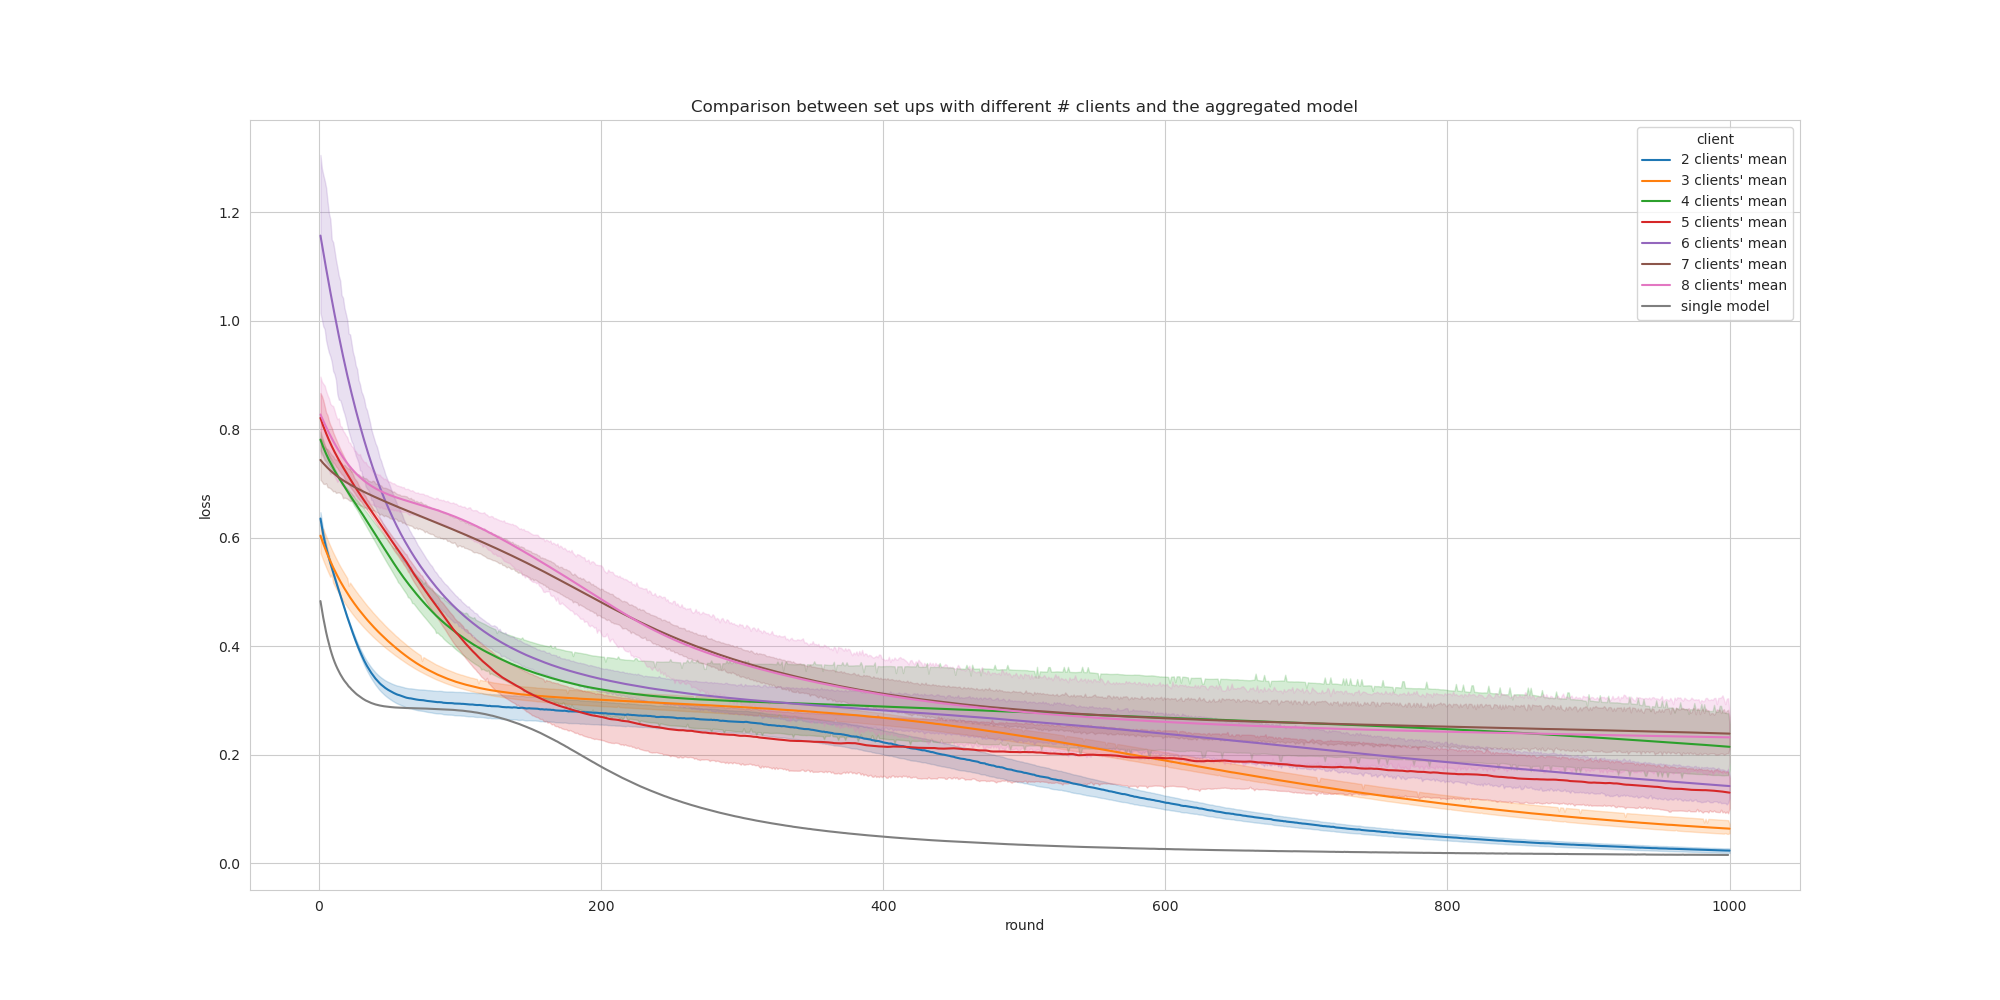 Comparison between set ups with different # clients and the aggregated model
client
2 clients' mean
3 clients' mean
4 clients' mean
5 clients' mean
6 clients' mean
7 clients' mean
8 clients' mean
single model
1.2
1.0
0.8
0.6
0.4
0.2
0.0
loss
0 200 400 600 800 1000
round